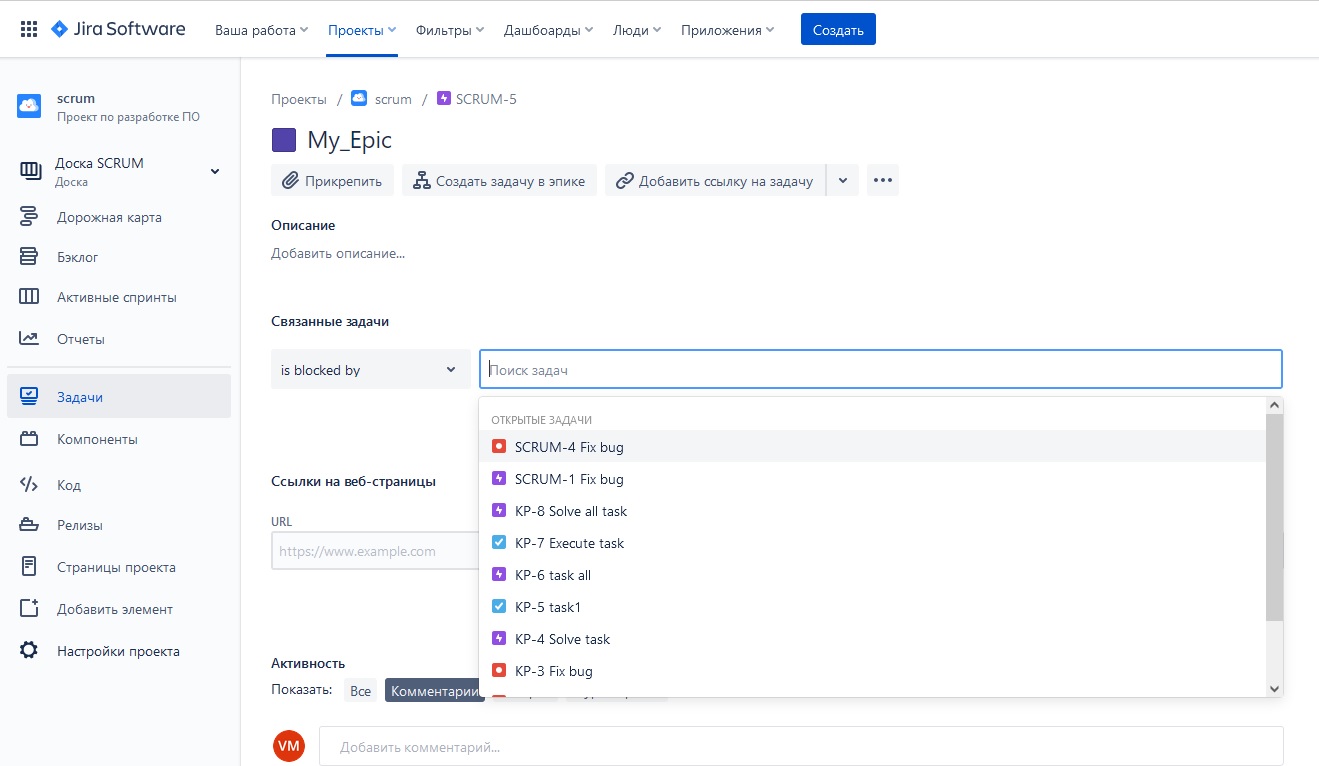 Jira Software Ваша работа Проекты Фильтры Дашборды Люди Приложения Создать
scrum
Проект по разработке ПО
Доска SCRUM
Доска
Дорожная карта
Бэклог
Активные спринты
Отчеты
Задачи
Компоненты
Код
Релизы
Страницы проекта
Добавить элемент
Настройки проекта
Проекты / scrum / SCRUM-5
My_Epic
Прикрепить Создать задачу в эпике Добавить ссылку на задачу
Описание
Добавить описание...
Связанные задачи
is blocked by Поиск задач
ОТКРЫТЫЕ ЗАДАЧИ
SCRUM-4 Fix bug
SCRUM-1 Fix bug
KP-8 Solve all task
KP-7 Execute task
KP-6 task all
KP-5 task1
KP-4 Solve task
KP-3 Fix bug
Ссылки на веб-страницы
URL
https://www.example.com
Активность
Показать: Все Комментарии
VM Добавить комментарий...